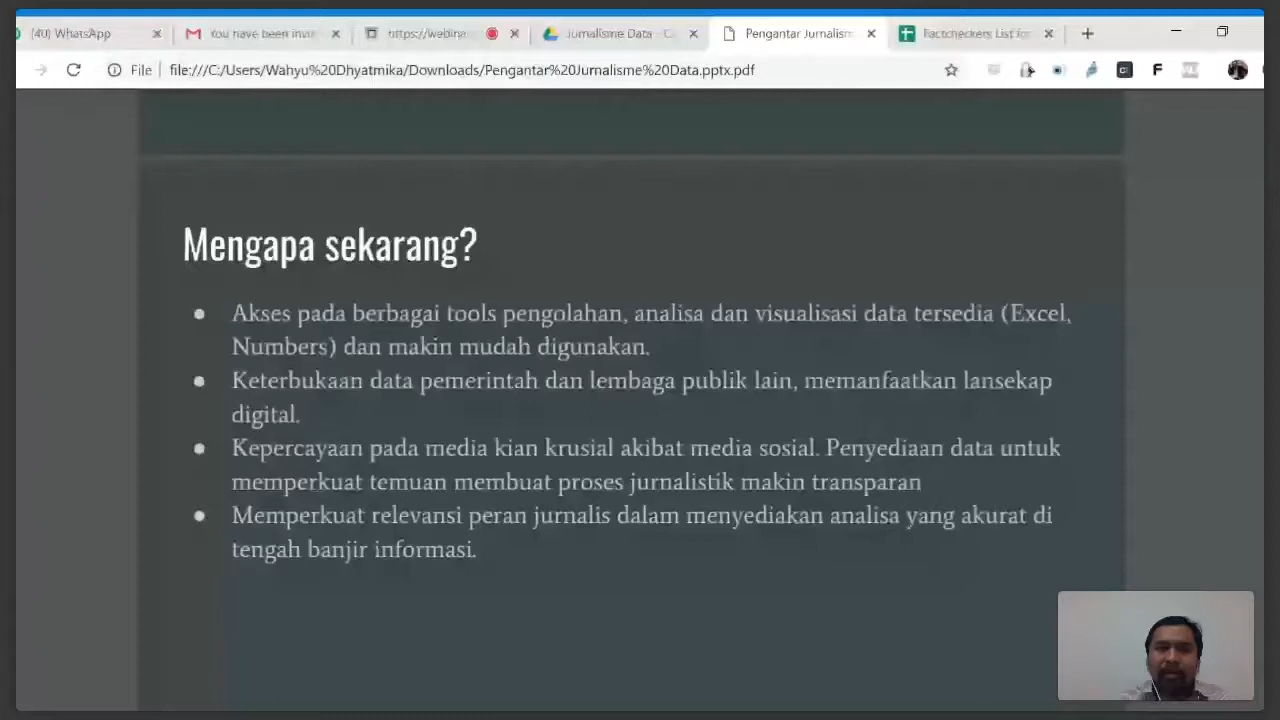 (40) WhatsApp
You have been invi
https://webina
Jurnalisme Data - C
Pengantar Jurnalism
Factcheckers List for
File
file:///C:/Users/Wahyu%20Dhyatmika/Downloads/Pengantar%20Jurnalisme%20Data.pptx.pdf
F
Mengapa sekarang?
● Akses pada berbagai tools pengolahan, analisa dan visualisasi data tersedia (Excel,
Numbers) dan makin mudah digunakan.
● Keterbukaan data pemerintah dan lembaga publik lain, memanfaatkan lansekap
digital.
● Kepercayaan pada media kian krusial akibat media sosial. Penyediaan data untuk
memperkuat temuan membuat proses jurnalistik makin transparan
● Memperkuat relevansi peran jurnalis dalam menyediakan analisa yang akurat di
tengah banjir informasi.